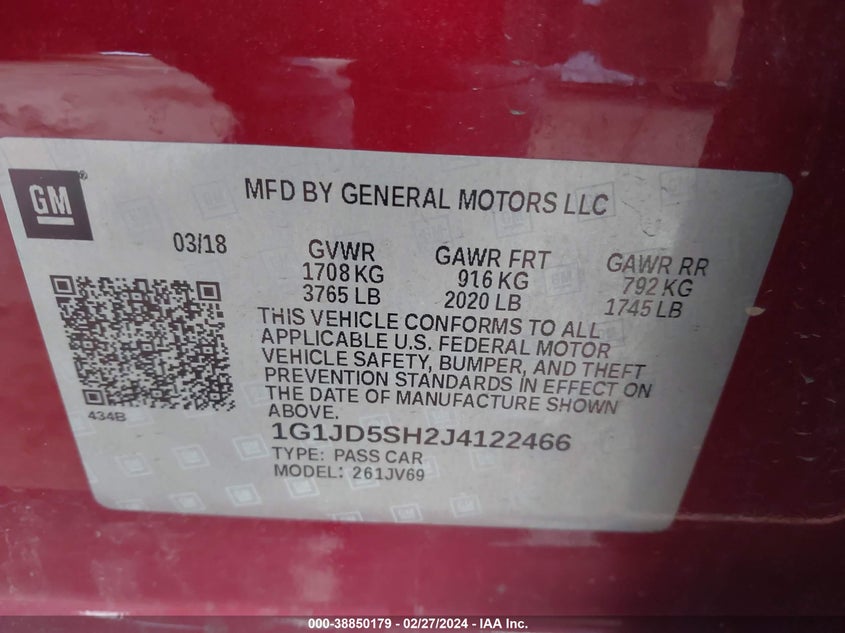 GM
MFD BY GENERAL MOTORS LLC
03/18
GVWR
1708 KG
3765 LB
GAWR FRT
916 KG
2020 LB
GAWR RR
792 KG
1745 LB
THIS VEHICLE CONFORMS TO ALL
APPLICABLE U.S. FEDERAL MOTOR
VEHICLE SAFETY, BUMPER, AND THEFT
PREVENTION STANDARDS IN EFFECT ON
THE DATE OF MANUFACTURE SHOWN
ABOVE.
434B
1G1JD5SH2J4122466
TYPE: PASS CAR
MODEL: 261JV69
000-38850179 — 02/27/2024 — IAA Inc.